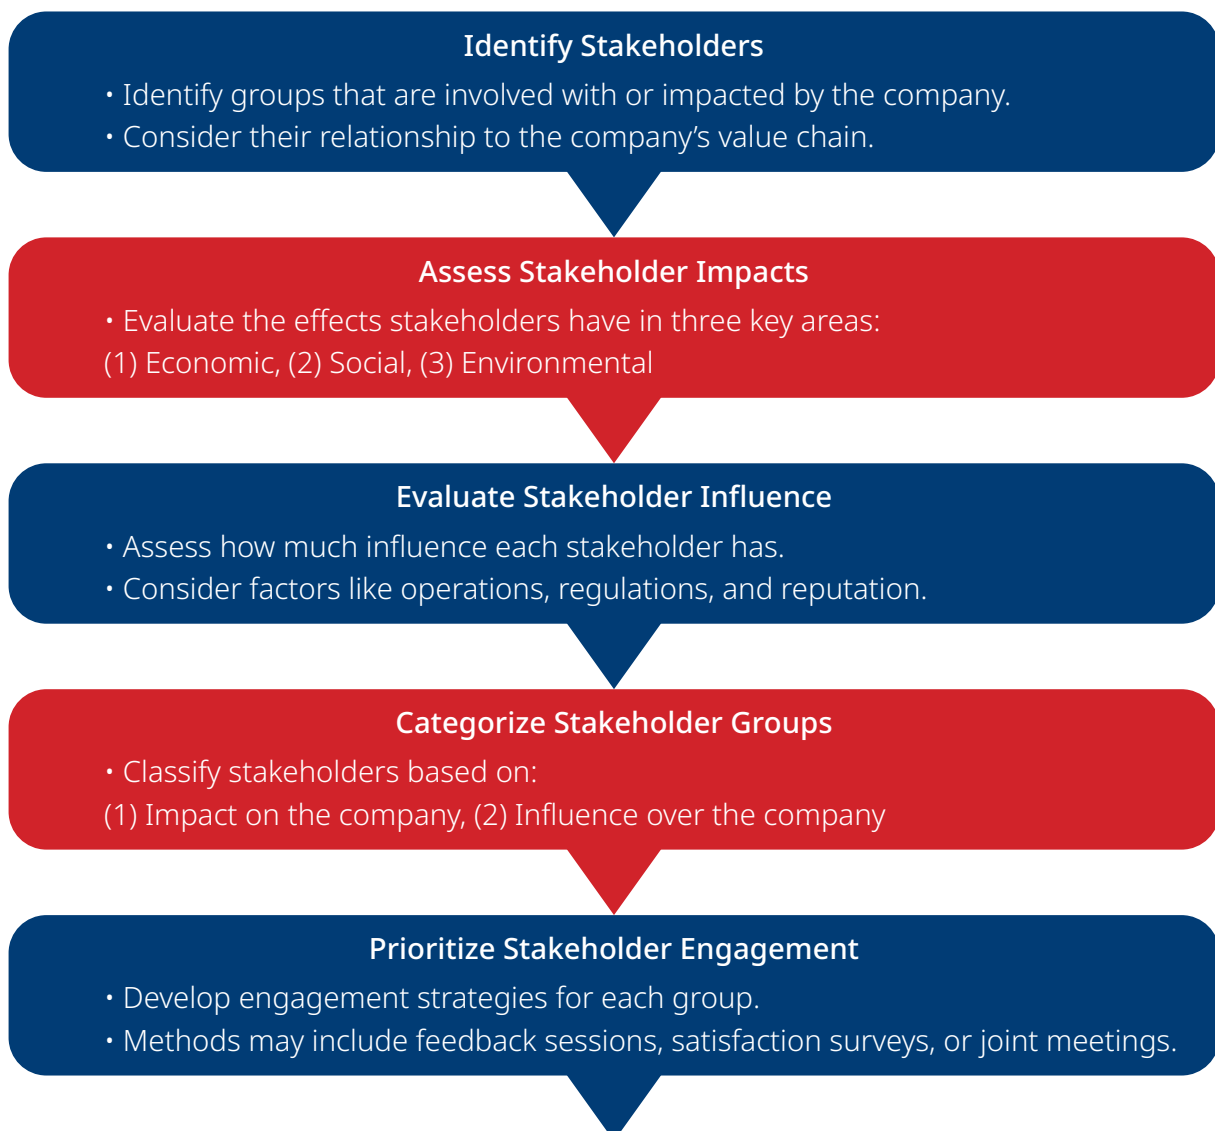 Identify Stakeholders
• Identify groups that are involved with or impacted by the company.
• Consider their relationship to the company’s value chain.
Assess Stakeholder Impacts
• Evaluate the effects stakeholders have in three key areas:
(1) Economic, (2) Social, (3) Environmental
Evaluate Stakeholder Influence
• Assess how much influence each stakeholder has.
• Consider factors like operations, regulations, and reputation.
Categorize Stakeholder Groups
• Classify stakeholders based on:
(1) Impact on the company, (2) Influence over the company
Prioritize Stakeholder Engagement
• Develop engagement strategies for each group.
• Methods may include feedback sessions, satisfaction surveys, or joint meetings.